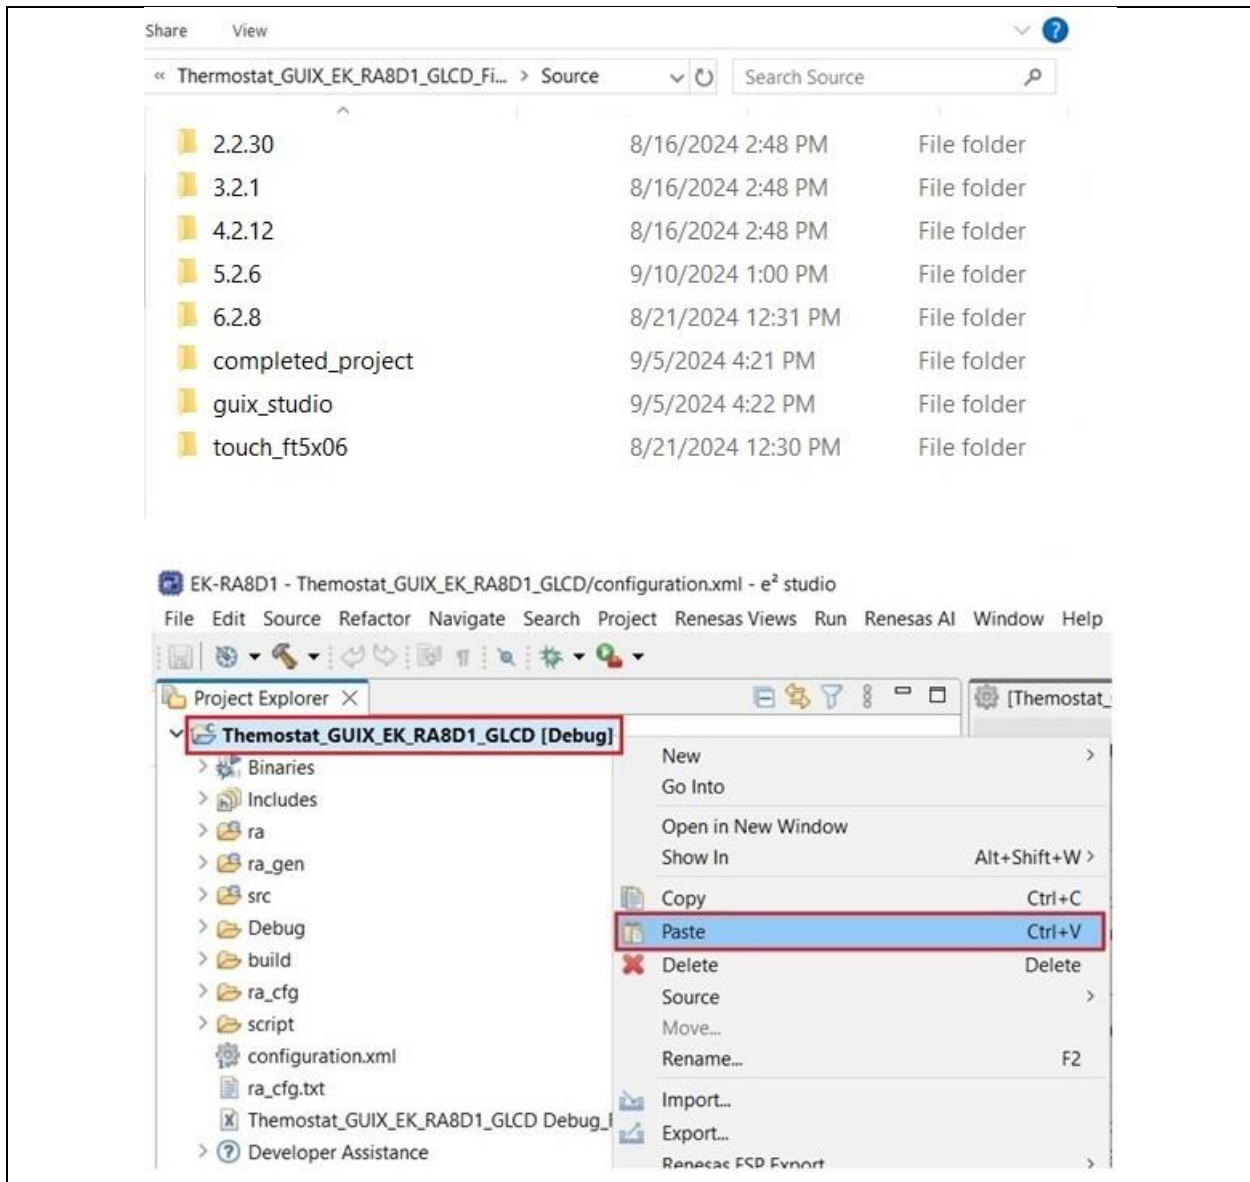 Share View
« Thermostat_GUIX_EK_RA8D1_GLCD_Fi... > Source Search Source
2.2.30 8/16/2024 2:48 PM File folder
3.2.1 8/16/2024 2:48 PM File folder
4.2.12 8/16/2024 2:48 PM File folder
5.2.6 9/10/2024 1:00 PM File folder
6.2.8 8/21/2024 12:31 PM File folder
completed_project 9/5/2024 4:21 PM File folder
guix_studio 9/5/2024 4:22 PM File folder
touch_ft5x06 8/21/2024 12:30 PM File folder
EK-RA8D1 - Themostat_GUIX_EK_RA8D1_GLCD/configuration.xml - e² studio
File Edit Source Refactor Navigate Search Project Renesas Views Run Renesas AI Window Help
Project Explorer [Themostat_
Themostat_GUIX_EK_RA8D1_GLCD [Debug]
Binaries
Includes
ra
ra_gen
src
Debug
build
ra_cfg
script
configuration.xml
ra_cfg.txt
Themostat_GUIX_EK_RA8D1_GLCD Debug_
Developer Assistance
New
Go Into
Open in New Window
Show In Alt+Shift+W >
Copy Ctrl+C
Paste Ctrl+V
Delete Delete
Source
Move...
Rename... F2
Import...
Export...
Renesas FSP Export